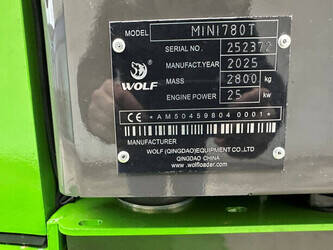 MODEL MINI780T
SERIAL NO. 252372
MANUFACT.YEAR 2025
MASS 2800 kg
ENGINE POWER 25 kw
WOLF
CE *AM50459804 0001*
MANUFACTURER
WOLF (QINGDAO)EQUIPMENT CO.,LTD
QINGDAO CHINA
www.wolfloader.com